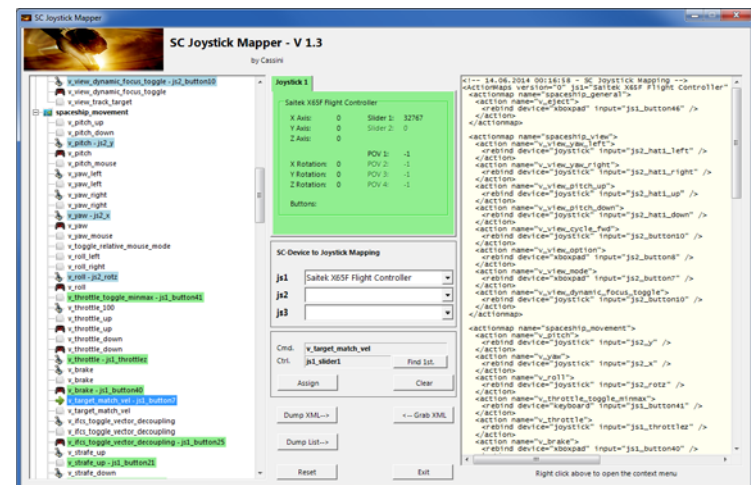 SC Joystick Mapper
SC Joystick Mapper - V 1.3
by Cassini
v_view_dynamic_focus_toggle - js2_button10
v_view_dynamic_focus_toggle
v_view_track_target
spaceship_movement
v_pitch_up
v_pitch_down
v_pitch - js2_y
v_pitch
v_pitch_mouse
v_yaw_left
v_yaw_left
v_yaw_right
v_yaw_right
v_yaw - js2_x
v_yaw
v_yaw_mouse
v_toggle_relative_mouse_mode
v_roll_left
v_roll_right
v_roll - js2_rotz
v_roll
v_throttle_toggle_minmax - js1_button41
v_throttle_100
v_throttle_up
v_throttle_up
v_throttle_down
v_throttle_down
v_throttle - js1_throttlez
v_brake
v_brake
v_brake - js1_button40
v_target_match_vel - js1_button7
v_target_match_vel
v_ifcs_toggle_vector_decoupling
v_ifcs_toggle_vector_decoupling
v_ifcs_toggle_vector_decoupling - js1_button25
v_strafe_up
v_strafe_up - js1_button21
v_strafe_down
Joystick 1
Saitek X65F Flight Controller
X Axis: 0 Slider 1: 32767
Y Axis: 0 Slider 2: 0
Z Axis: 0
POV 1: -1
X Rotation: 0 POV 2: -1
Y Rotation: 0 POV 3: -1
Z Rotation: 0 POV 4: -1
Buttons:
SC-Device to Joystick Mapping
js1 Saitek X65F Flight Controller
js2
js3
Cmd. v_target_match_vel
Ctrl. js1_slider1 Find 1st.
Assign Clear
Dump XML--> <-- Grab XML
Dump List-->
Reset Exit
<!-- 14.06.2014 00:16:58 - SC Joystick Mapping -->
<ActionMaps version="0" js1="Saitek X65F Flight Controller"
<actionmap name="spaceship_general">
<action name="v_eject">
<rebind device="xboxpad" input="js1_button46" />
</action>
</actionmap>
<actionmap name="spaceship_view">
<action name="v_view_yaw_left">
<rebind device="joystick" input="js2_hat1_left" />
</action>
<action name="v_view_yaw_right">
<rebind device="joystick" input="js2_hat1_right" />
</action>
<action name="v_view_pitch_up">
<rebind device="joystick" input="js2_hat1_up" />
</action>
<action name="v_view_pitch_down">
<rebind device="joystick" input="js2_hat1_down" />
</action>
<action name="v_view_cycle_fwd">
<rebind device="joystick" input="js2_button10" />
</action>
<action name="v_view_option">
<rebind device="xboxpad" input="js2_button8" />
</action>
<action name="v_view_mode">
<rebind device="xboxpad" input="js2_button7" />
</action>
<action name="v_view_dynamic_focus_toggle">
<rebind device="joystick" input="js2_button10" />
</action>
</actionmap>
<actionmap name="spaceship_movement">
<action name="v_pitch">
<rebind device="joystick" input="js2_y" />
</action>
<action name="v_yaw">
<rebind device="joystick" input="js2_x" />
</action>
<action name="v_roll">
<rebind device="joystick" input="js2_rotz" />
</action>
<action name="v_throttle_toggle_minmax">
<rebind device="keyboard" input="js1_button41" />
</action>
<action name="v_throttle">
<rebind device="joystick" input="js1_throttlez" />
</action>
<action name="v_brake">
<rebind device="xboxpad" input="js1_button40" />
</action>
Right click above to open the context menu